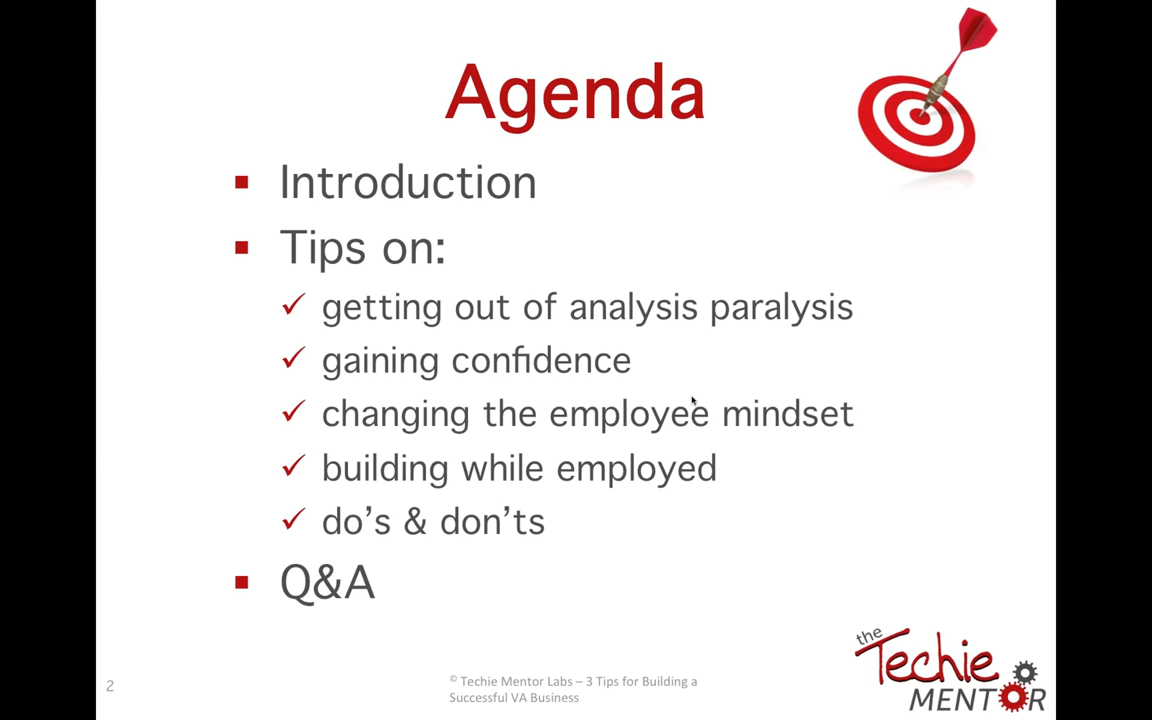 Agenda
▪ Introduction
▪ Tips on:
✓ getting out of analysis paralysis
✓ gaining confidence
✓ changing the employee mindset
✓ building while employed
✓ do’s & don’ts
▪ Q&A
2
© Techie Mentor Labs – 3 Tips for Building a
Successful VA Business
the
Techie
MENTOR